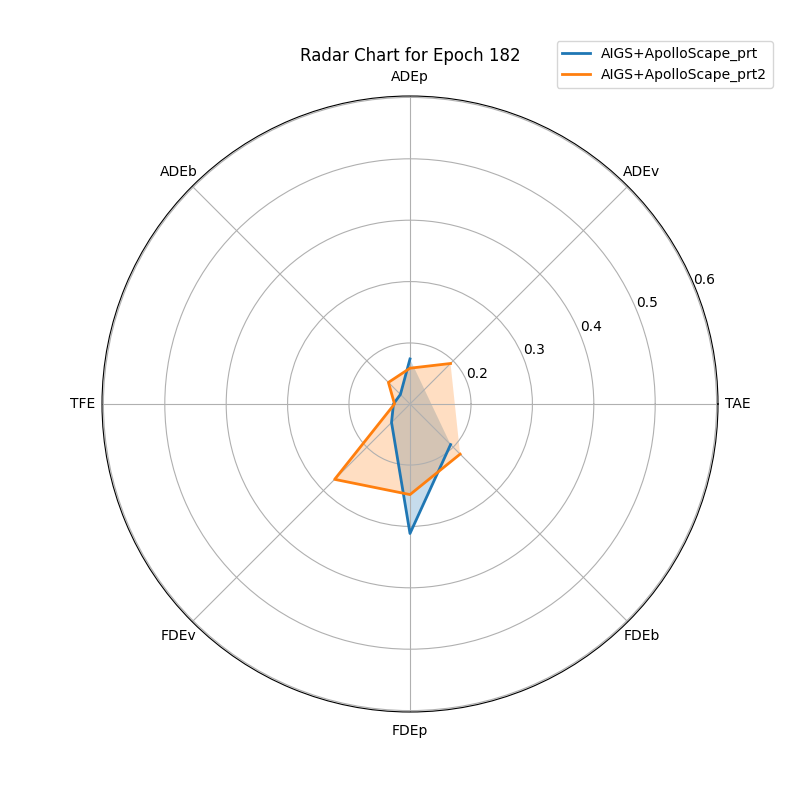 Radar Chart for Epoch 182
AIGS+ApolloScape_prt
AIGS+ApolloScape_prt2
ADEp
ADEb
ADEv
0.6
0.5
0.4
0.3
0.2
TFE
TAE
FDEv
FDEb
FDEp